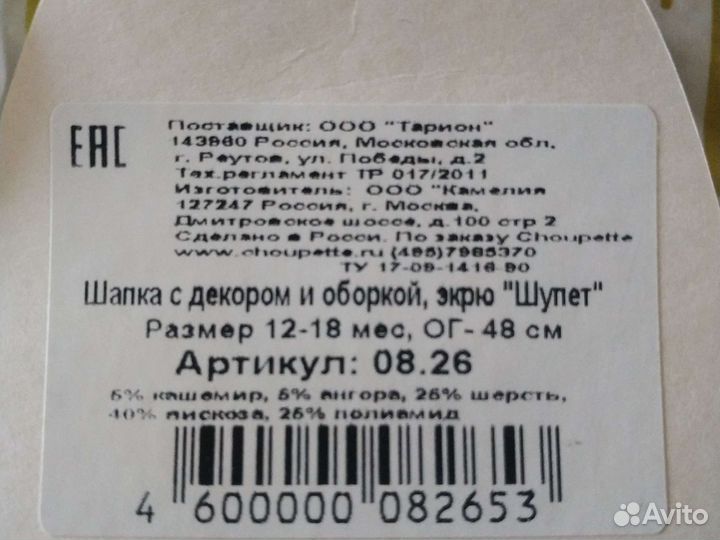 EAC
Поставщик: ООО "Тарион"
143960 Россия, Московская обл.
г. Реутов, ул. Победы, д.2
Тех.регламент ТР 017/2011
Изготовитель: ООО "Камелия
127247 Россия, г. Москва,
Дмитровское шоссе, д.100 стр 2
Сделано в Росси. По заказу Choupette
www.choupette.ru (495)7985370
ТУ 17-09-1416 90
Шапка с декором и оборкой, экрю "Шупет"
Размер 12-18 мес, ОГ- 48 см
Артикул: 08.26
5% кашемир, 5% ангора, 25% шерсть,
40% вискоза, 25% полиамид
4 600000 082653
Avito